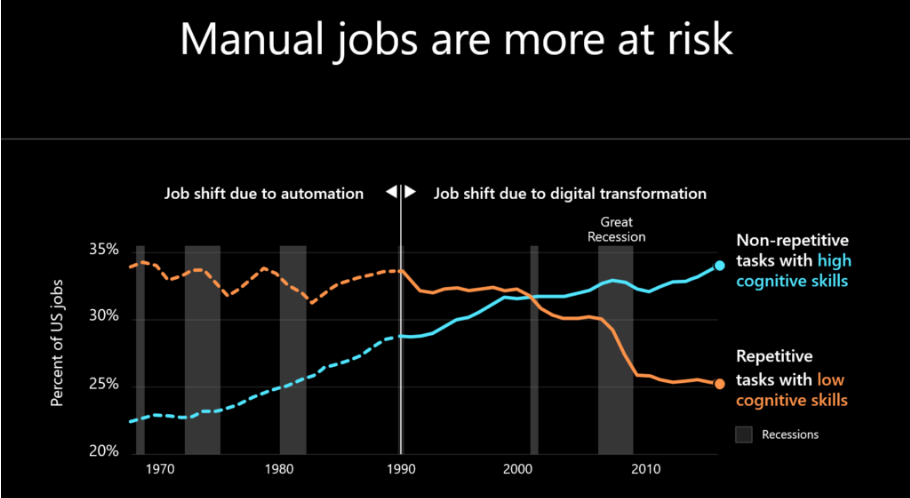 Manual jobs are more at risk
Job shift due to automation
Job shift due to digital transformation
Great
Recession
Percent of US jobs
35%
30%
25%
20%
1970
1980
1990
2000
2010
Non-repetitive
tasks with high
cognitive skills
Repetitive
tasks with low
cognitive skills
Recessions